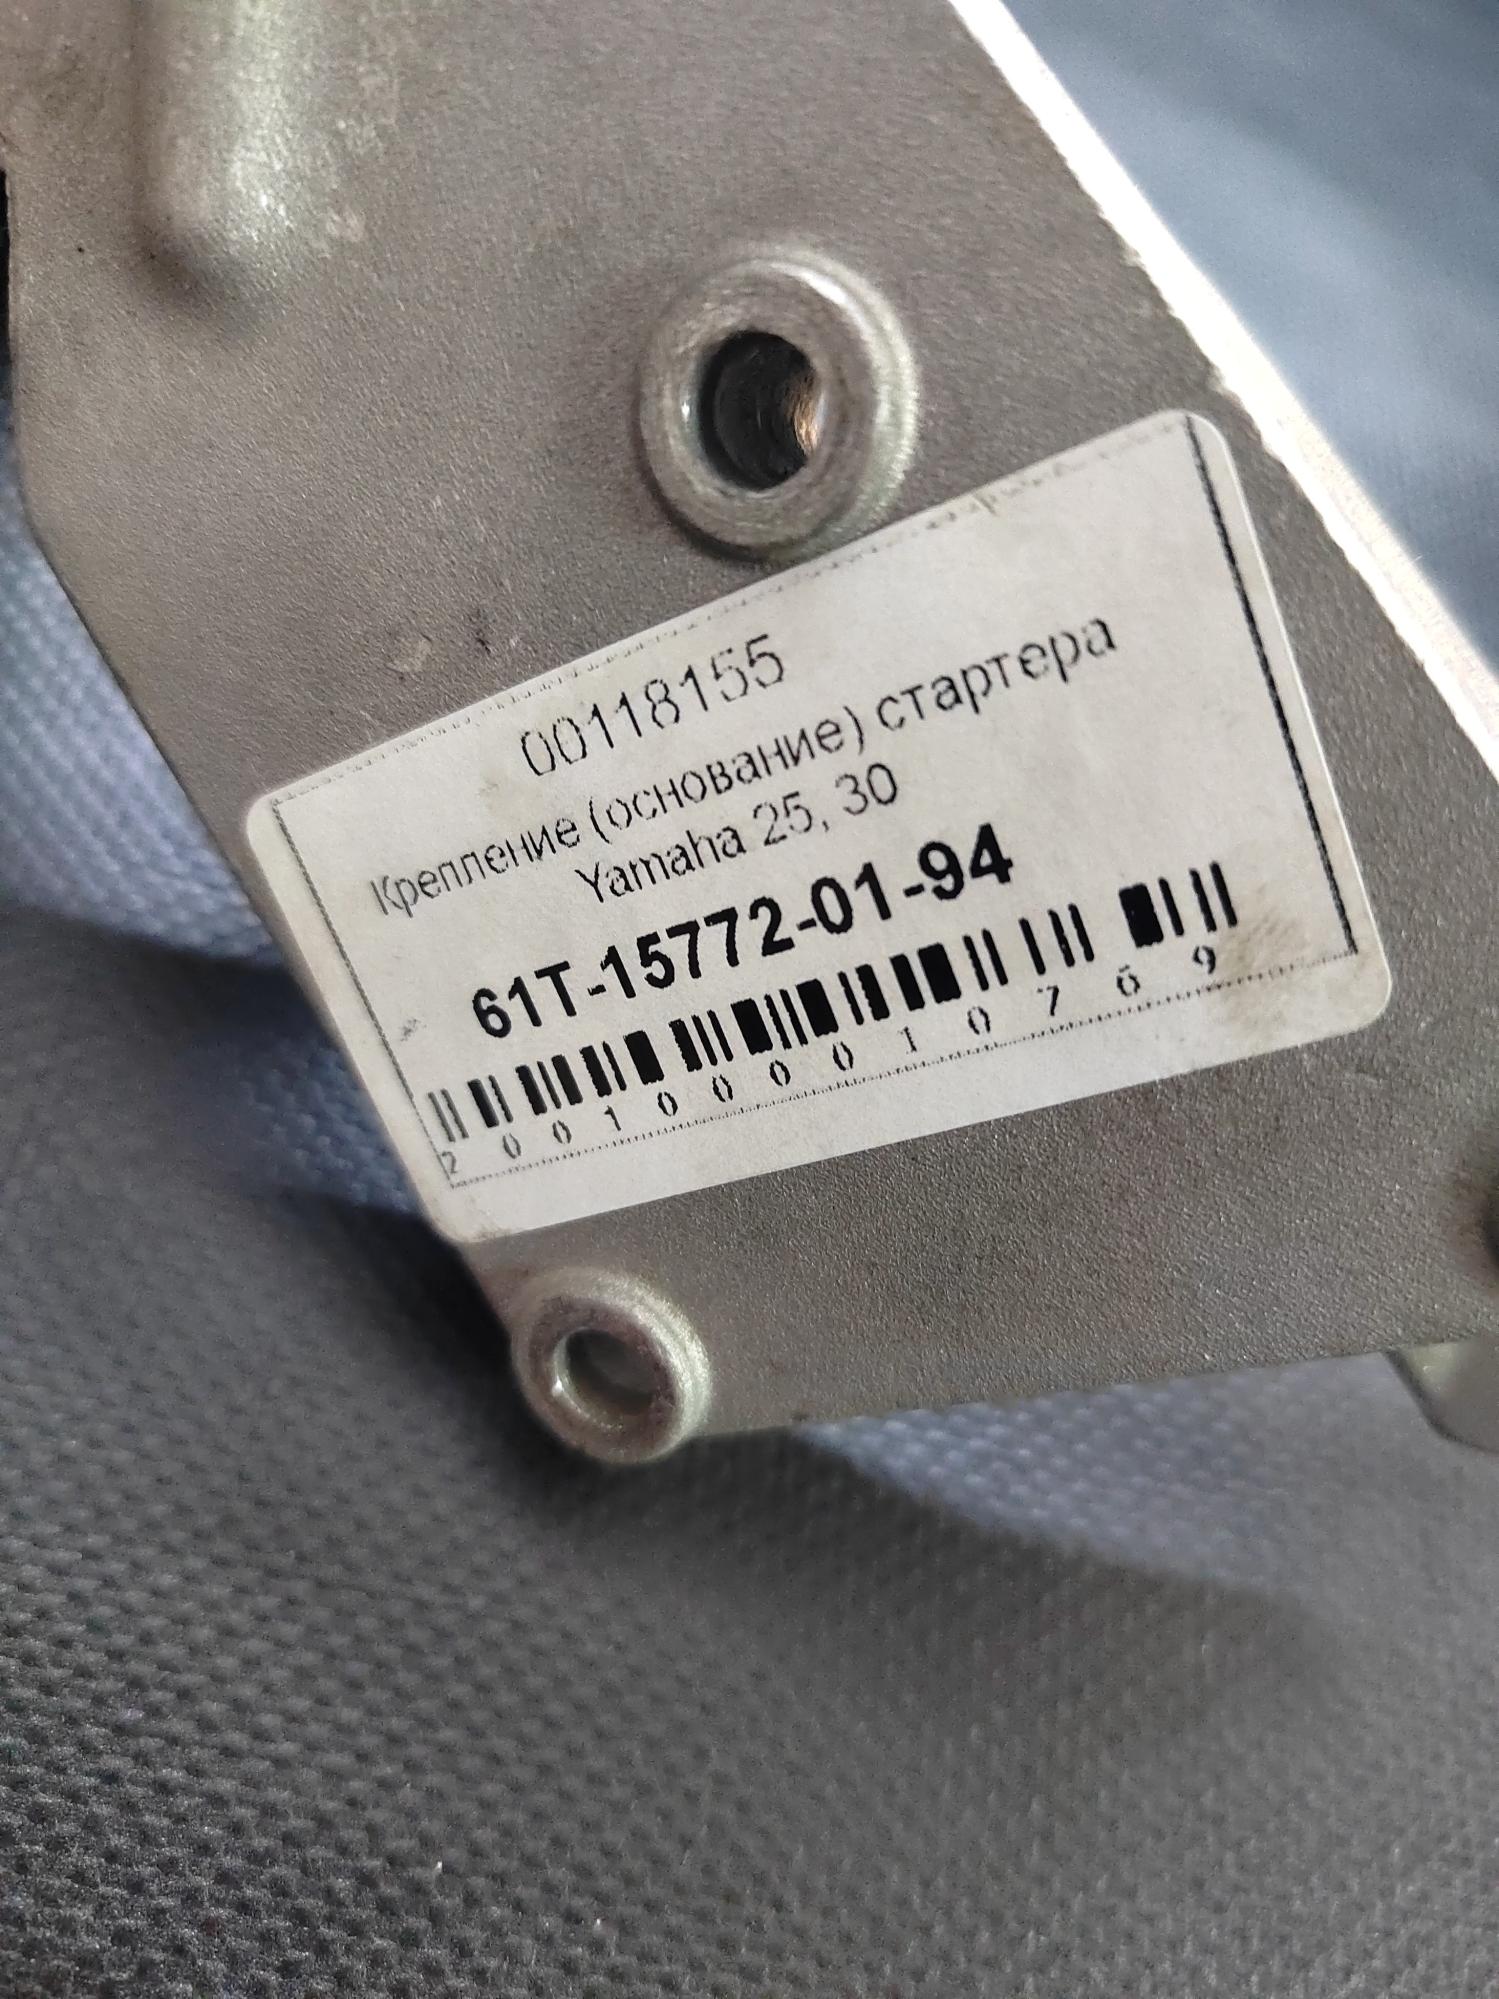 00118155
Крепление (основание) стартера
Yamaha 25, 30
61T-15772-01-94
2001000010769